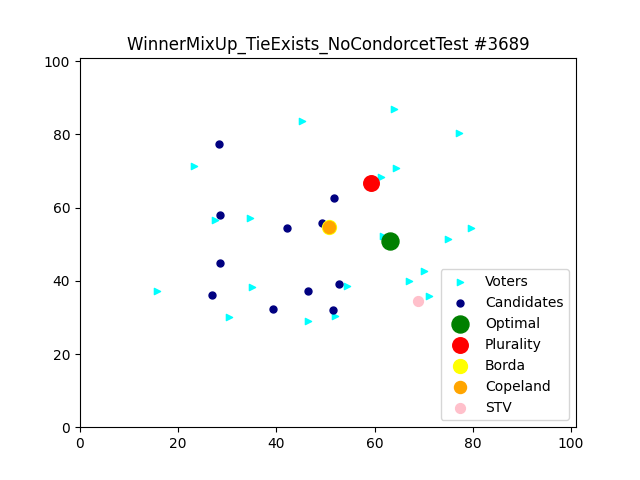 WinnerMixUp_TieExists_NoCondorcetTest #3689
100
80
60
40
20
0
0
20
40
60
80
100
Voters
Candidates
Optimal
Plurality
Borda
Copeland
STV